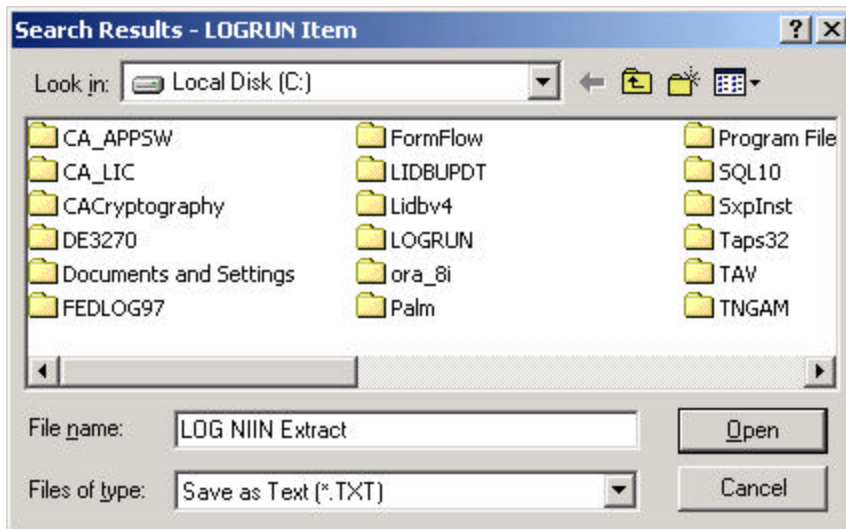 Search Results - LOGRUN Item
Look in: Local Disk (C:)
CA_APPSW FormFlow Program File
CA_LIC LIDBUPDT SQL10
CACryptography Lidbv4 SxpInst
DE3270 LOGRUN Taps32
Documents and Settings ora_8i TAV
FEDLOG97 Palm TNGAM
File name: LOG NIIN Extract Open
Files of type: Save as Text (*.TXT) Cancel